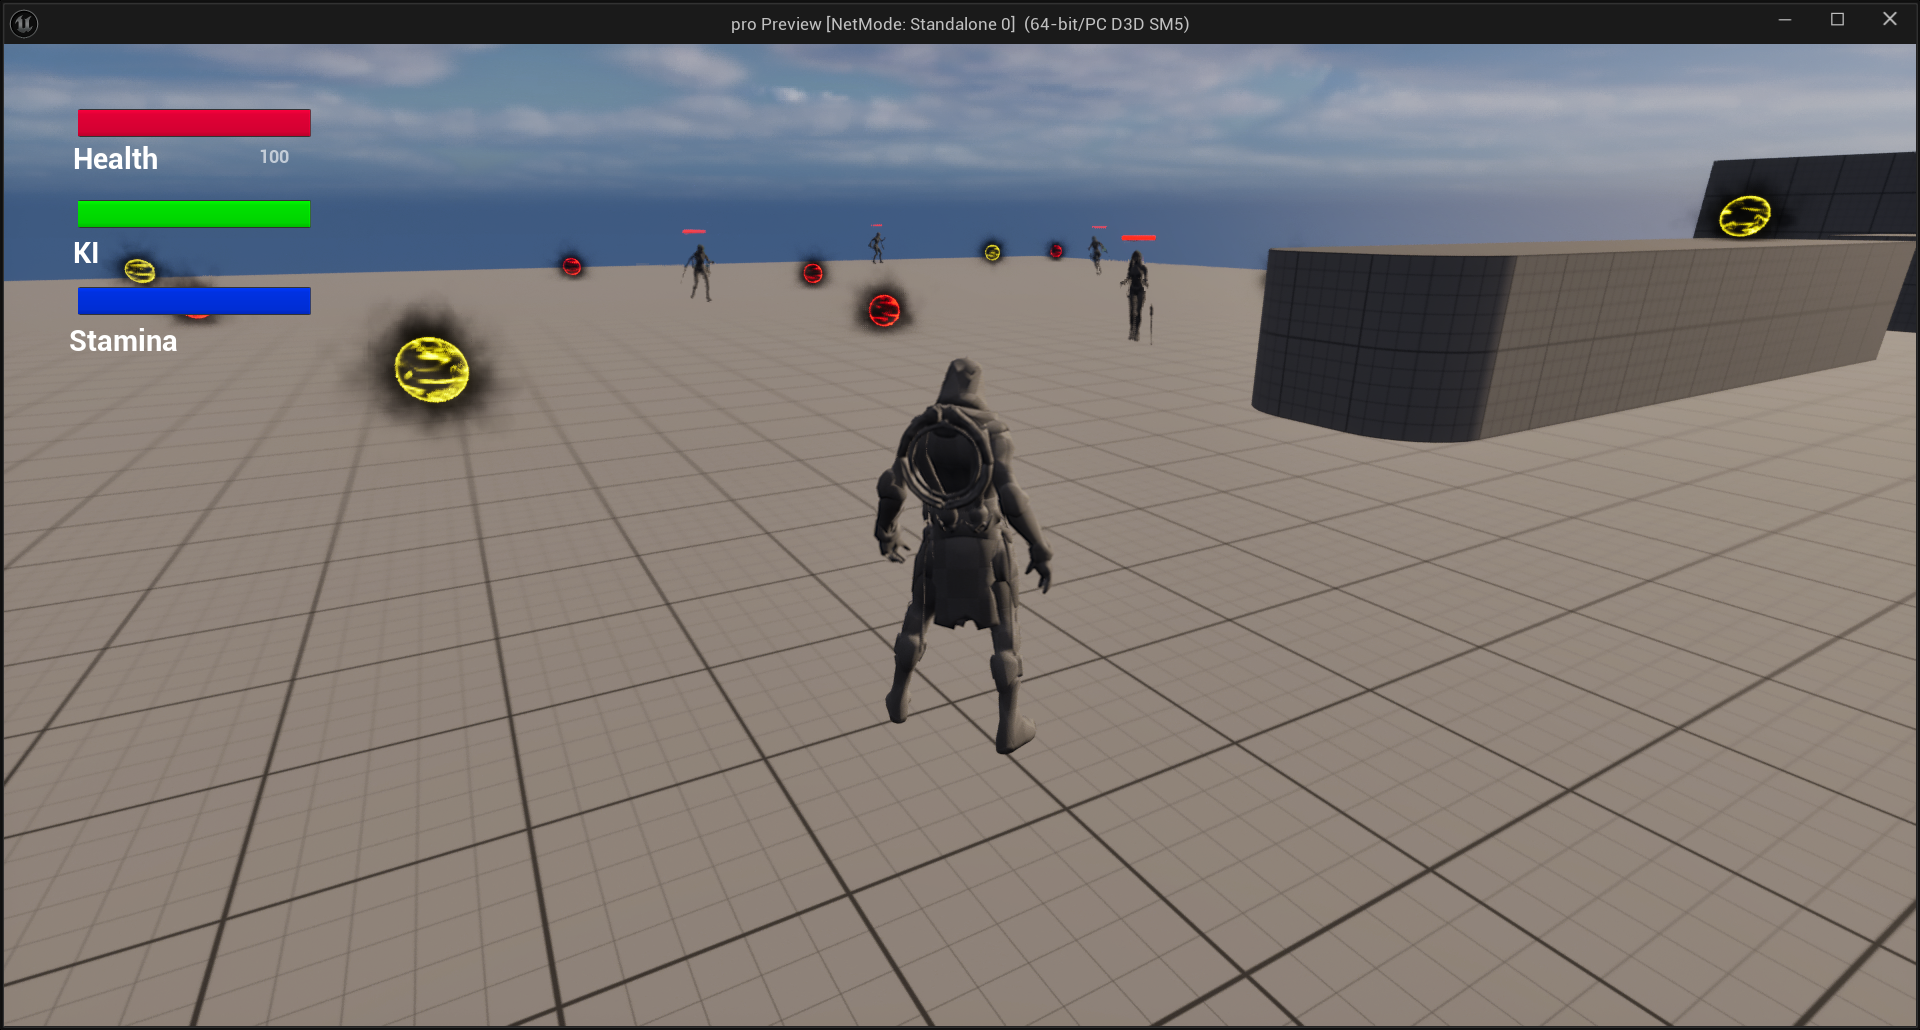 pro Preview [NetMode: Standalone 0] (64-bit/PC D3D SM5)
Health 100
KI
Stamina